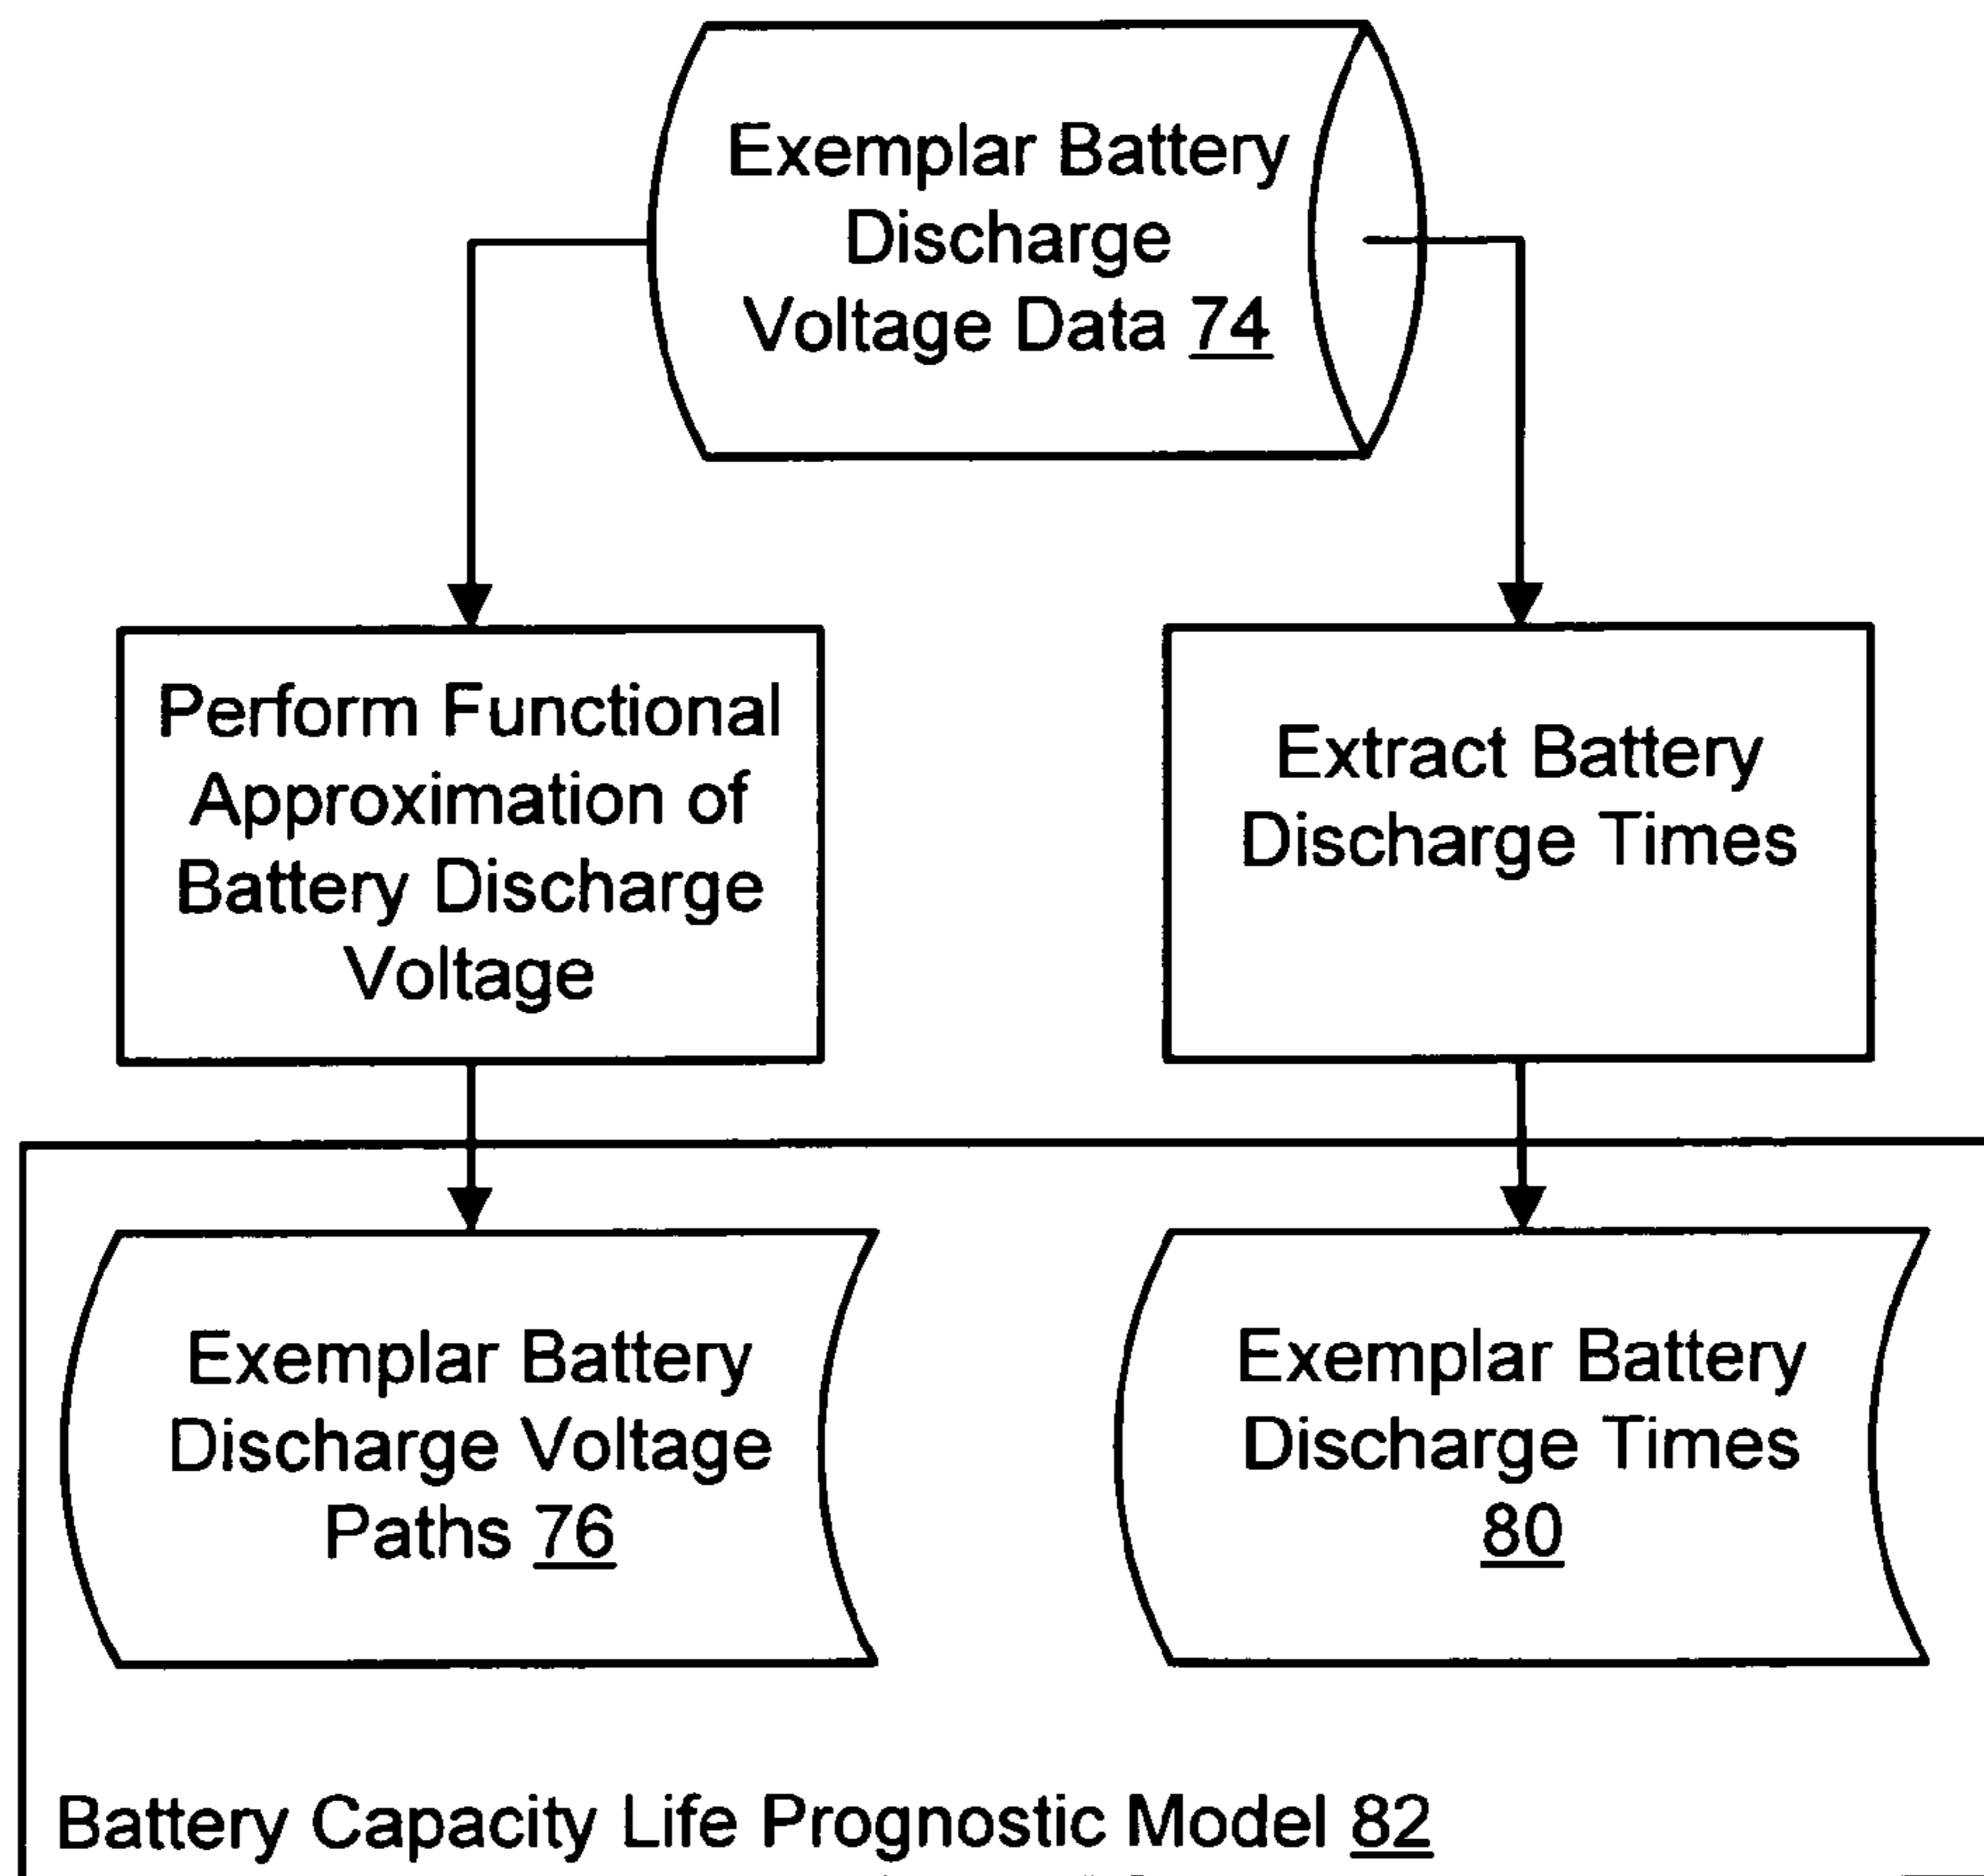 Exemplar Battery
Discharge
Voltage Data 74
Perform Functional
Approximation of
Battery Discharge
Voltage
Extract Battery
Discharge Times
Exemplar Battery
Discharge Voltage
Paths 76
Exemplar Battery
Discharge Times
80
Battery Capacity Life Prognostic Model 82